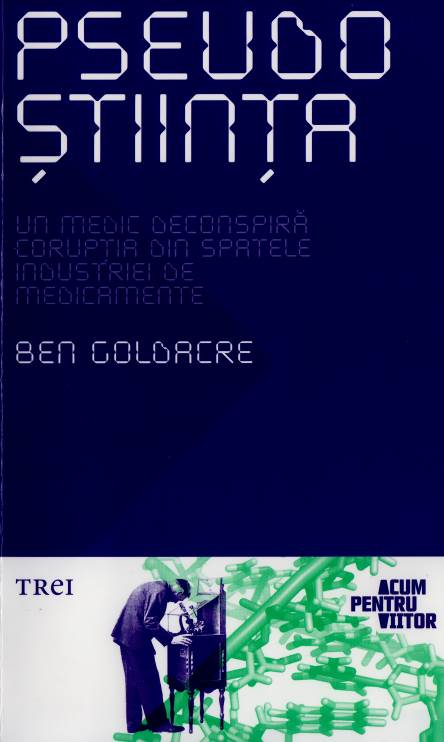 PSEUDO
ȘTIINȚA
UN MEDIC DECONSPIRĂ
CORUPȚIA DIN SPATELE
INDUSTRIEI DE
MEDICAMENTE
BEN GOLDACRE
TREI
ACUM
PENTRU
VIITOR